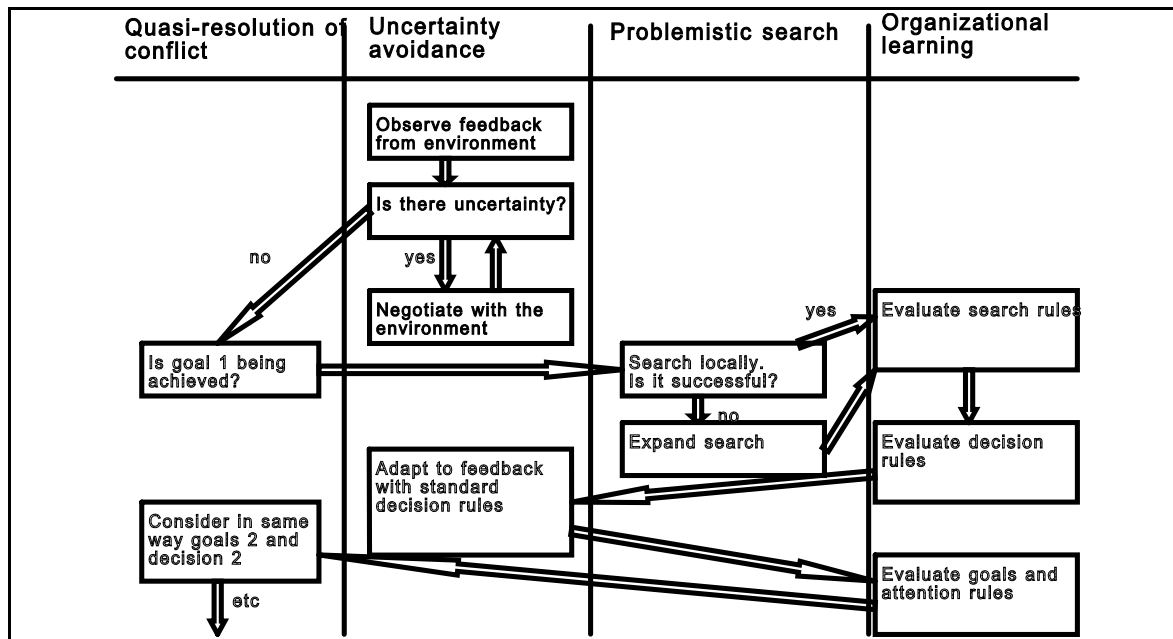 Quasi-resolution of
conflict
Uncertainty
avoidance
Problemistic search
Organizational
learning
Observe feedback
from environment
Is there uncertainty?
no
yes
Negotiate with the
environment
yes
Evaluate search rules
Is goal 1 being
achieved?
Search locally.
Is it successful?
no
Expand search
Evaluate decision
rules
Adapt to feedback
with standard
decision rules
Consider in same
way goals 2 and
decision 2
Evaluate goals and
attention rules
etc